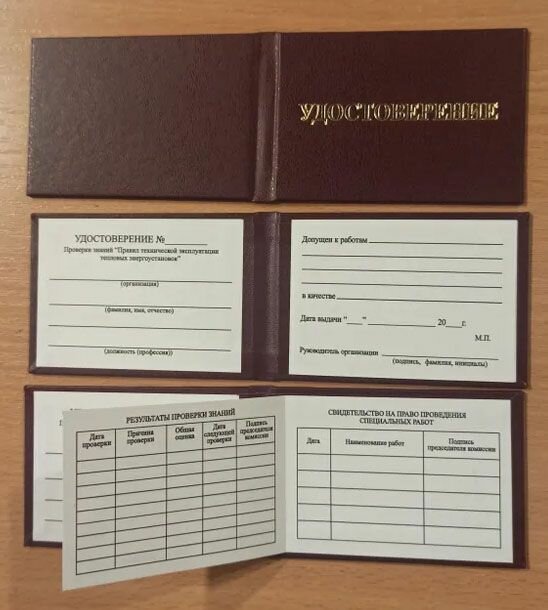 УДОСТОВЕРЕНИЕ
УДОСТОВЕРЕНИЕ №
Проверки знаний "Правил технической эксплуатации
тепловых энергоустановок"
(организация)
(фамилия, имя, отчество)
(должность (профессия))
Допущен к работам
в качестве
Дата выдачи "___" 20___г.
М.П.
Руководитель организации
(подпись, фамилия, инициалы)
РЕЗУЛЬТАТЫ ПРОВЕРКИ ЗНАНИЙ
Дата проверки
Причина проверки
Общая оценка
Дата следующей проверки
Подпись председателя комиссии
СВИДЕТЕЛЬСТВО НА ПРАВО ПРОВЕДЕНИЯ
СПЕЦИАЛЬНЫХ РАБОТ
Дата
Наименование работ
Подпись председателя комиссии